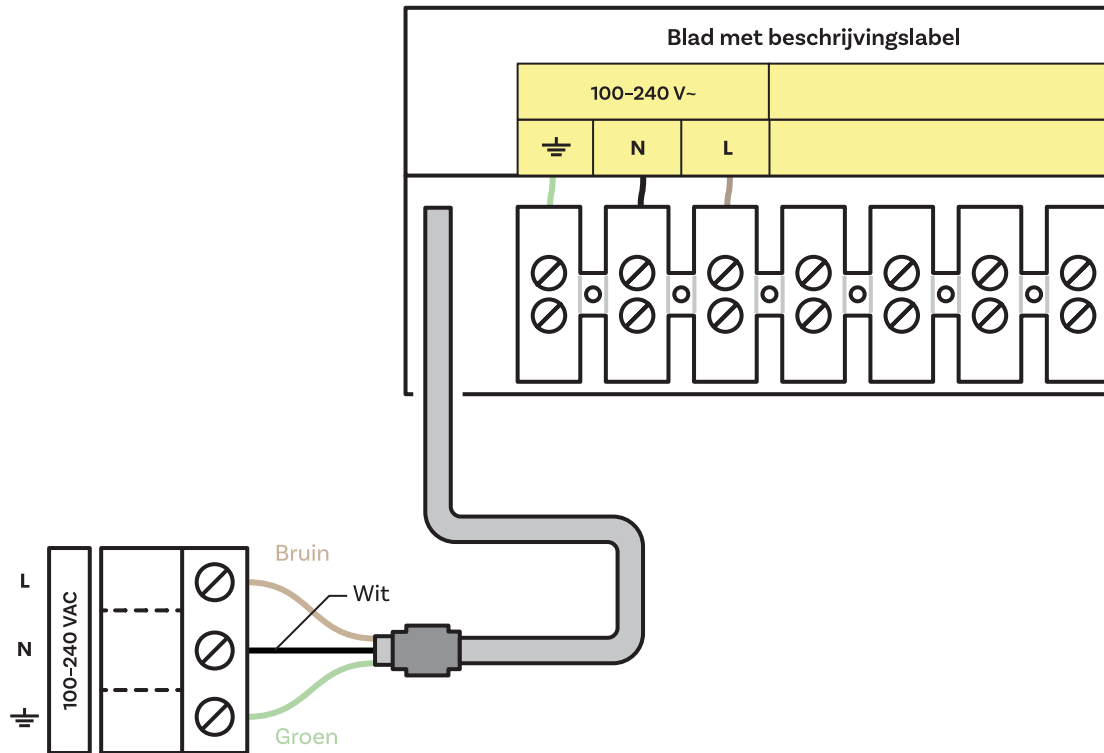 Blad met beschrijvingslabel
100–240 V~
N
L
Bruin
Wit
L
N
100–240 VAC
Groen